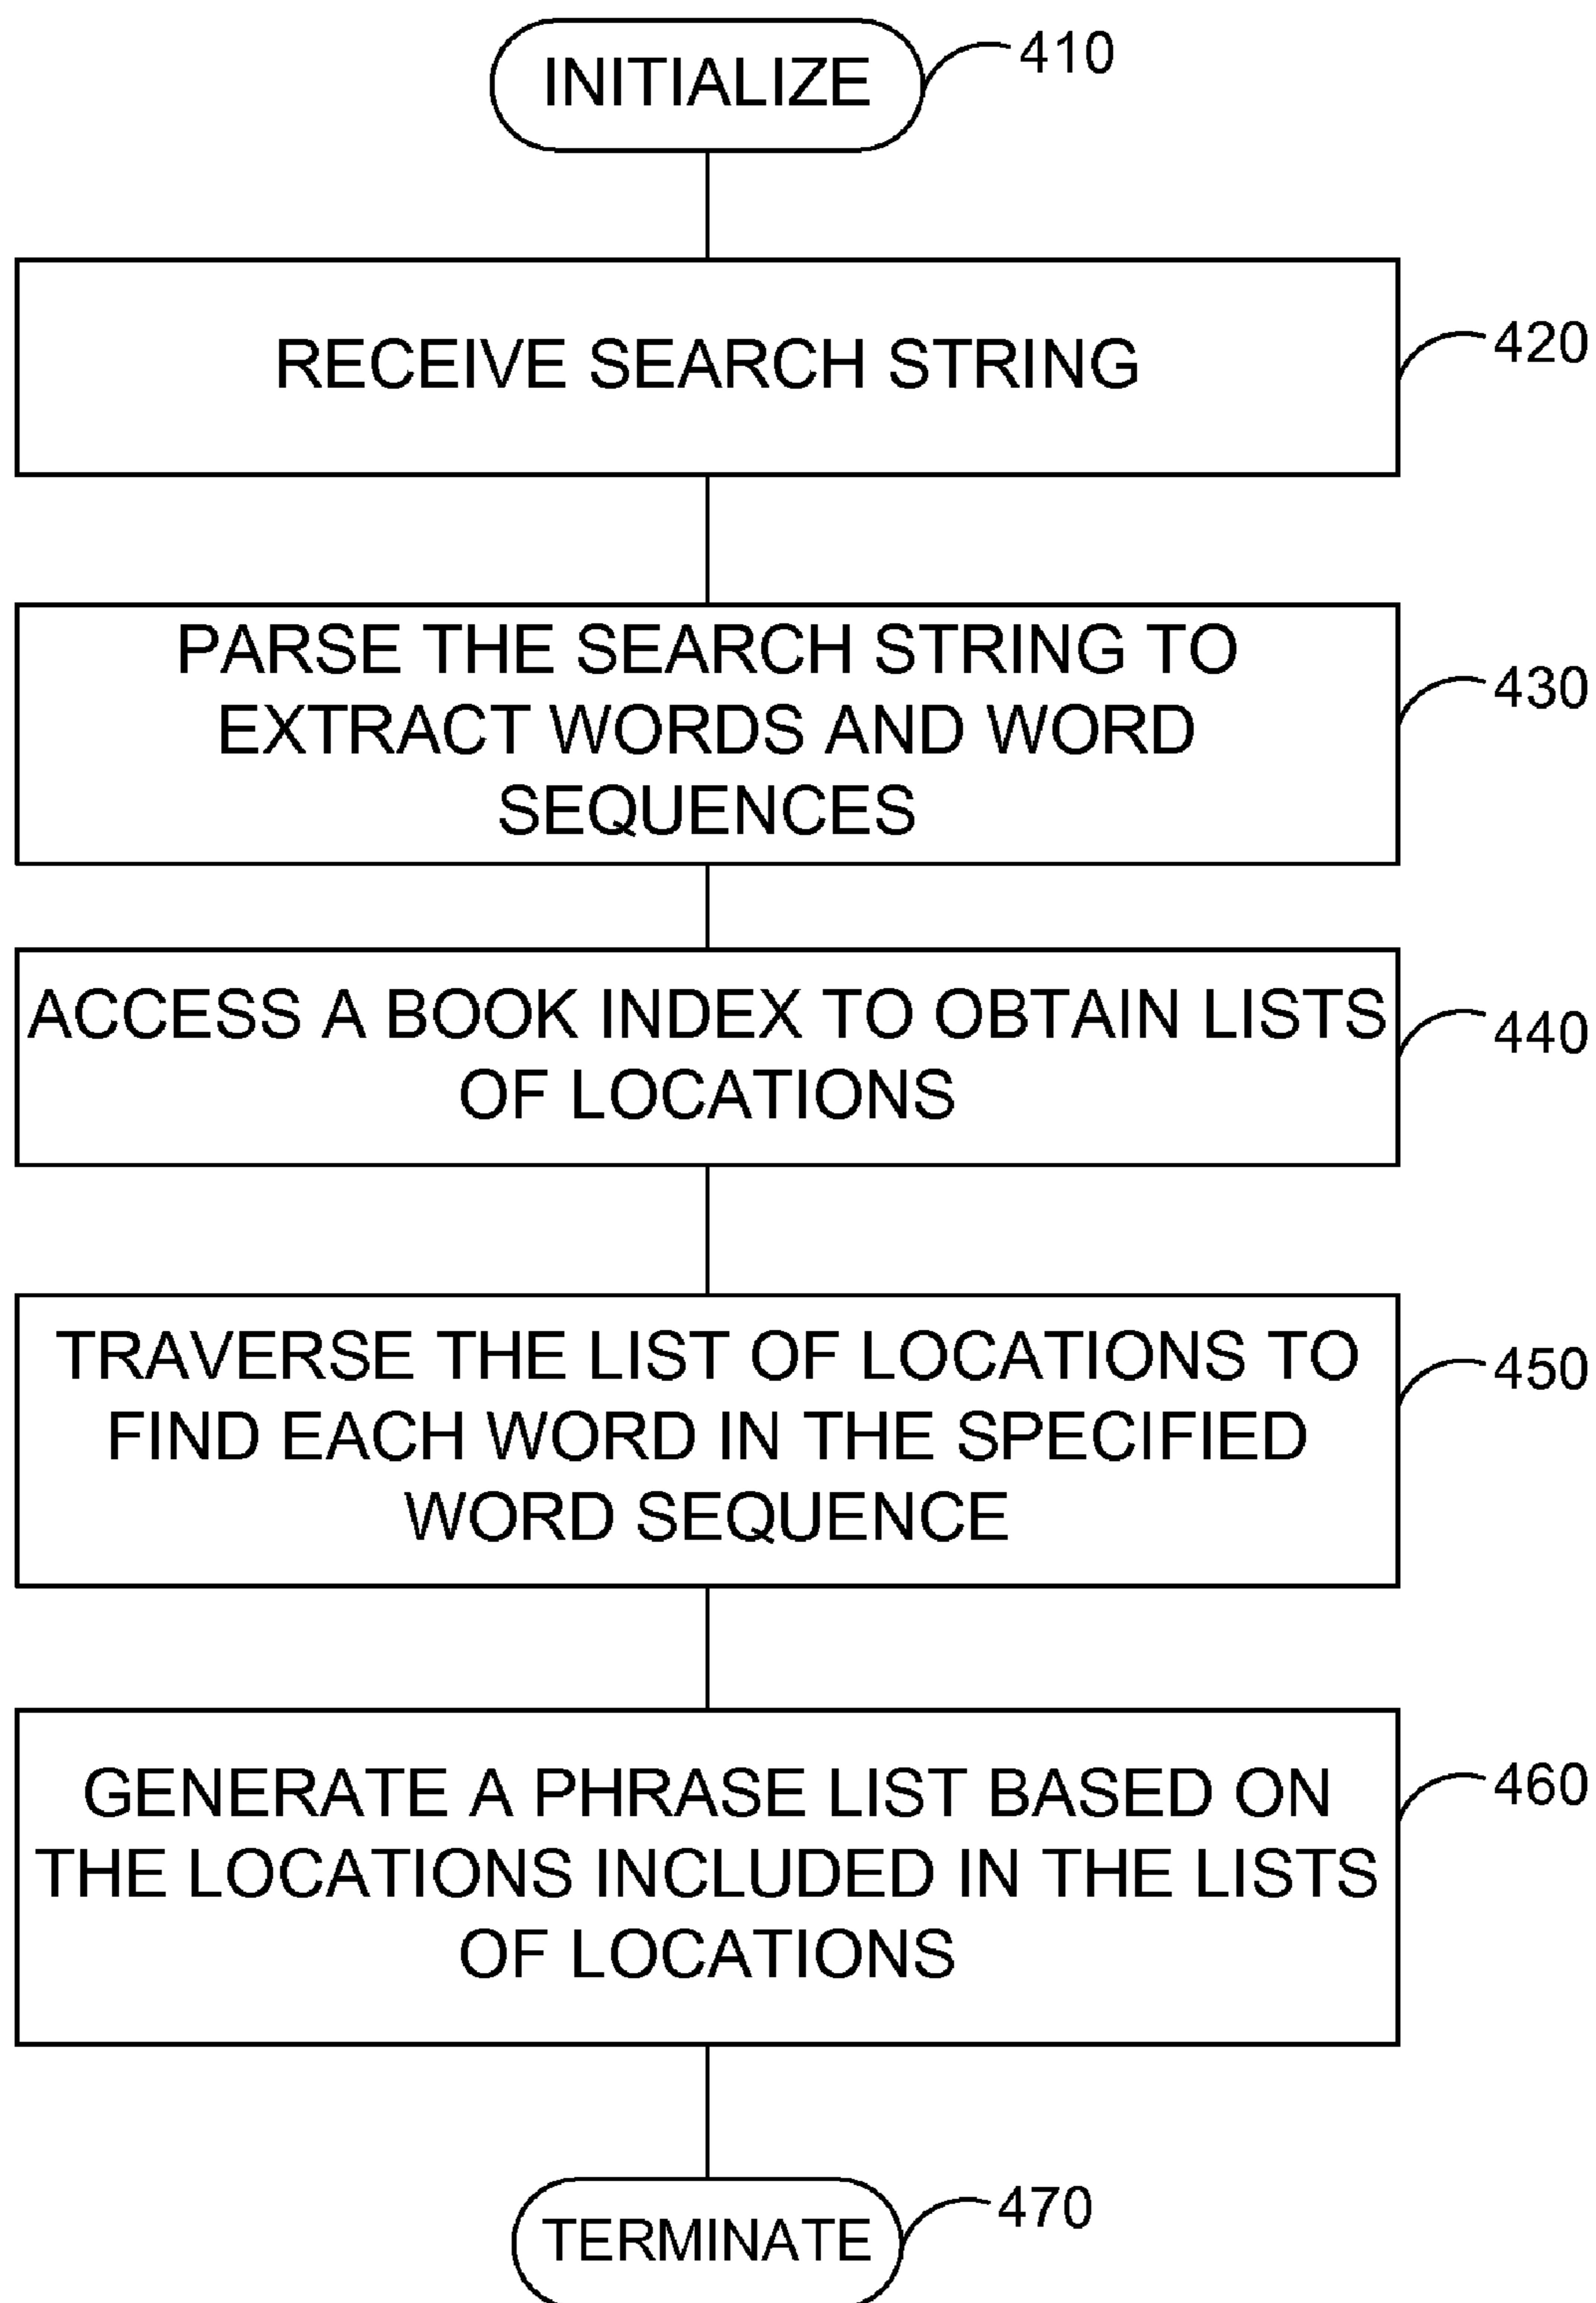 INITIALIZE
410
RECEIVE SEARCH STRING
420
PARSE THE SEARCH STRING TO
EXTRACT WORDS AND WORD
SEQUENCES
430
ACCESS A BOOK INDEX TO OBTAIN LISTS
OF LOCATIONS
440
TRAVERSE THE LIST OF LOCATIONS TO
FIND EACH WORD IN THE SPECIFIED
WORD SEQUENCE
450
GENERATE A PHRASE LIST BASED ON
THE LOCATIONS INCLUDED IN THE LISTS
OF LOCATIONS
460
TERMINATE
470